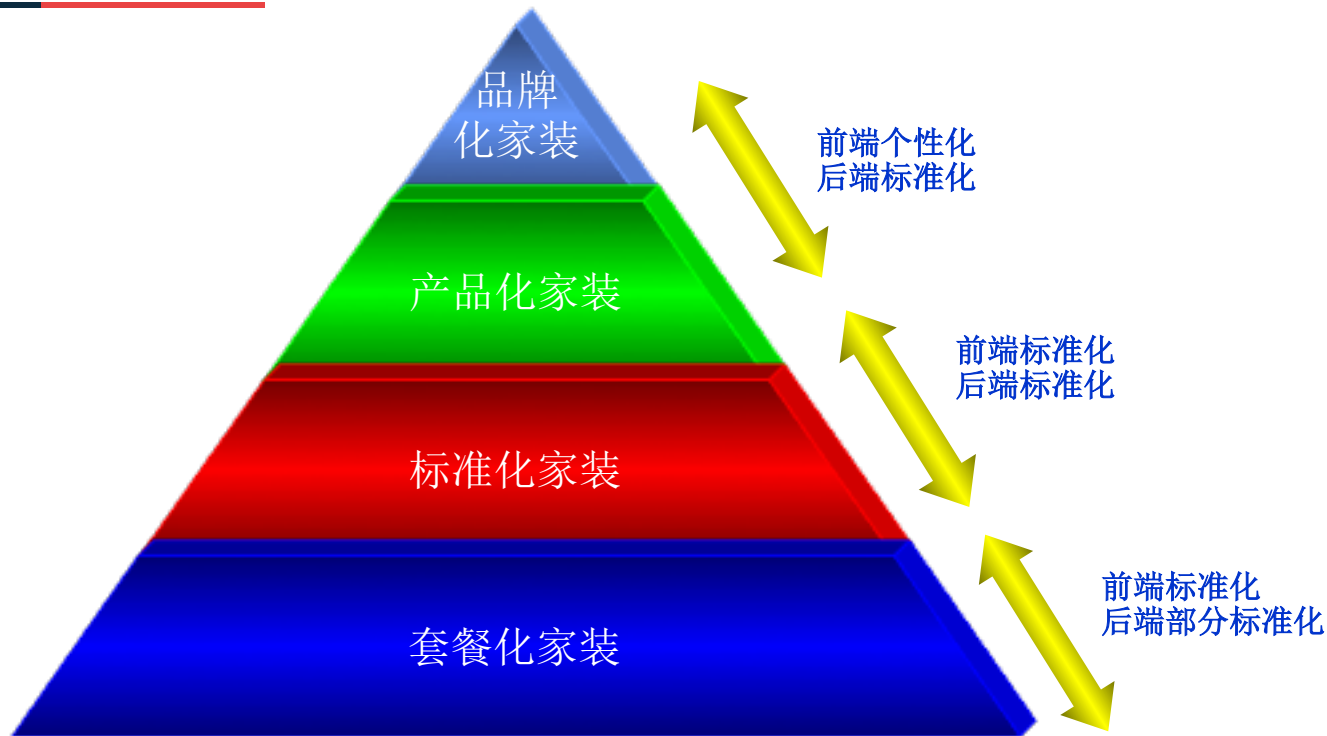 品牌
化家装
前端个性化
后端标准化
产品化家装
前端标准化
后端标准化
标准化家装
前端标准化
后端部分标准化
套餐化家装